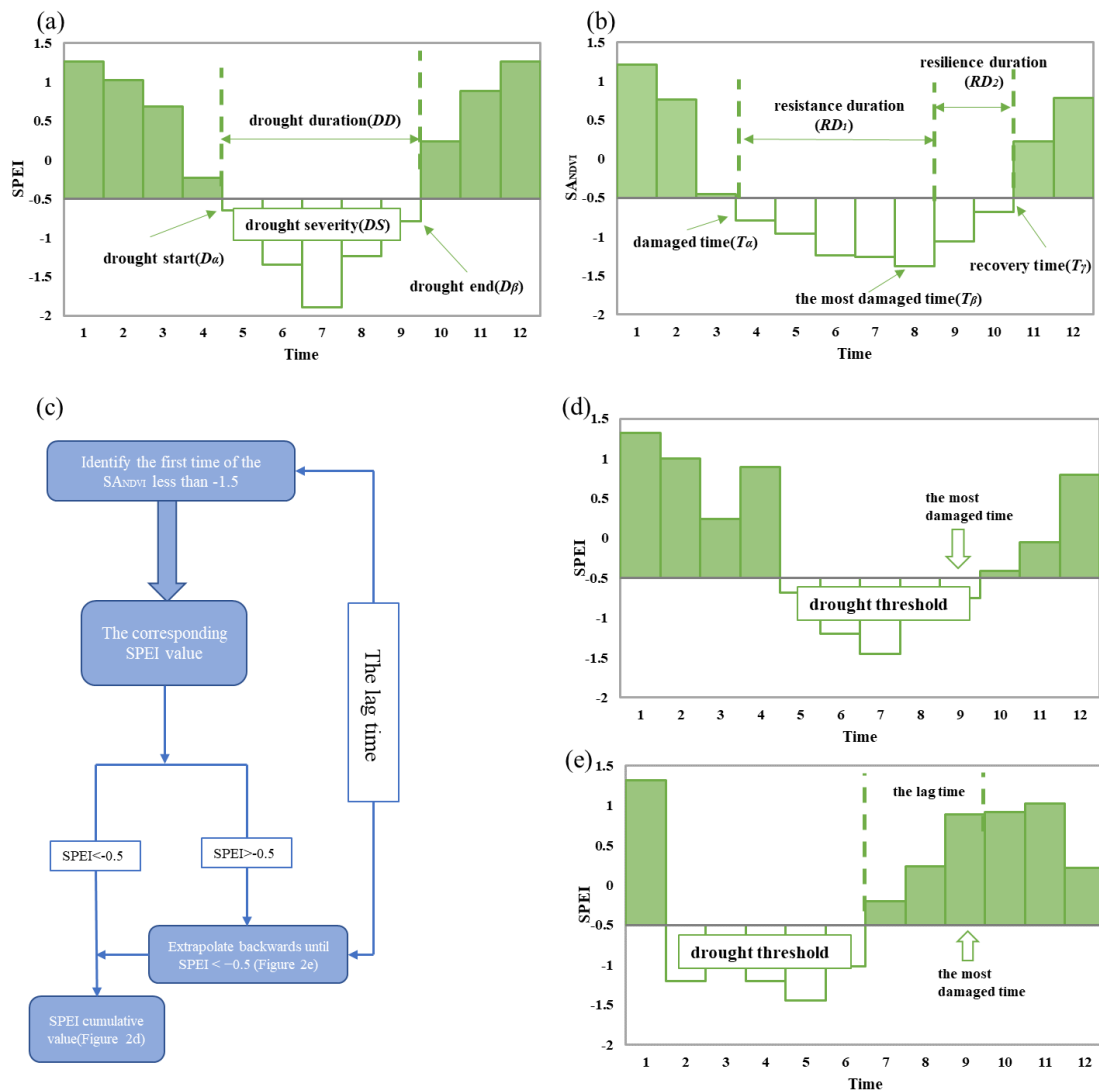 (a)
1.5
1
0.5
0
-0.5
-1
-1.5
-2
SPEI
drought duration(DD)
drought severity(DS)
drought start(Dα)
drought end(Dβ)
1 2 3 4 5 6 7 8 9 10 11 12
Time
(b)
1.5
1
0.5
0
-0.5
-1
-1.5
-2
SANDVI
resilience duration
(RD2)
resistance duration
(RD1)
damaged time(Tα)
recovery time(Tγ)
the most damaged time(Tβ)
1 2 3 4 5 6 7 8 9 10 11 12
Time
(c)
Identify the first time of the
SANDVI less than -1.5
The corresponding
SPEI value
The lag time
SPEI<-0.5
SPEI>-0.5
Extrapolate backwards until
SPEI < −0.5 (Figure 2e)
SPEI cumulative
value(Figure 2d)
(d)
1.5
1
0.5
0
-0.5
-1
-1.5
-2
SPEI
the most
damaged time
drought threshold
1 2 3 4 5 6 7 8 9 10 11 12
Time
(e)
1.5
1
0.5
0
-0.5
-1
-1.5
-2
SPEI
the lag time
drought threshold
the most
damaged time
1 2 3 4 5 6 7 8 9 10 11 12
Time